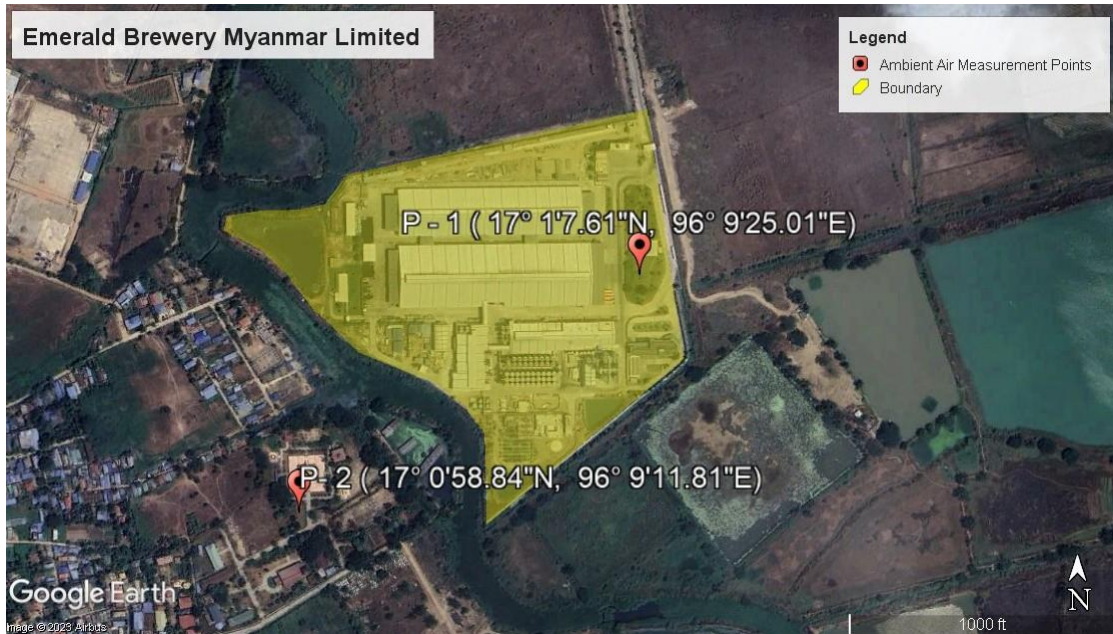 Emerald Brewery Myanmar Limited
Legend
Ambient Air Measurement Points
Boundary
P - 1 ( 17° 1'7.61"N, 96° 9'25.01"E)
P - 2 ( 17° 0'58.84"N, 96° 9'11.81"E)
Google Earth
Image © 2023 Airbus
N
1000 ft